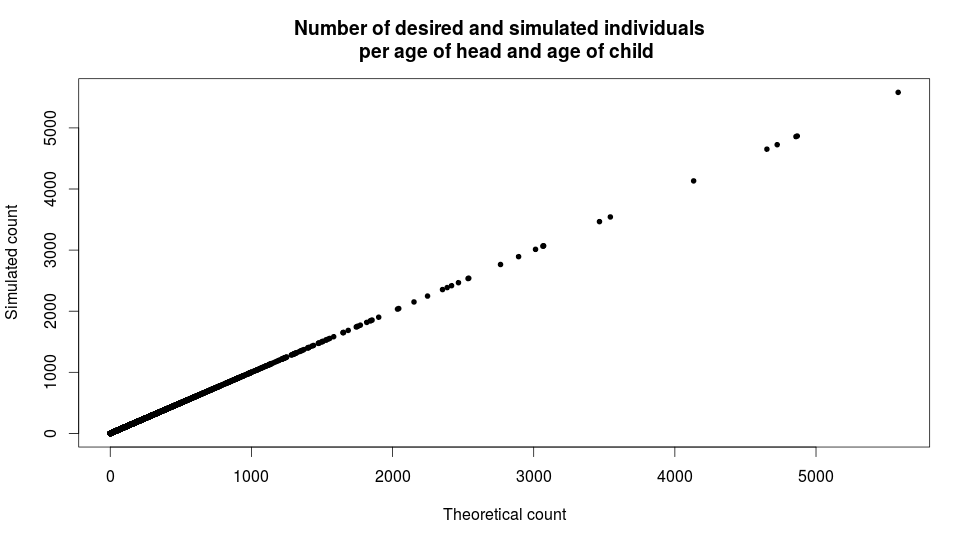 Number of desired and simulated individuals
per age of head and age of child
Simulated count
5000
4000
3000
2000
1000
0
0 1000 2000 3000 4000 5000
Theoretical count